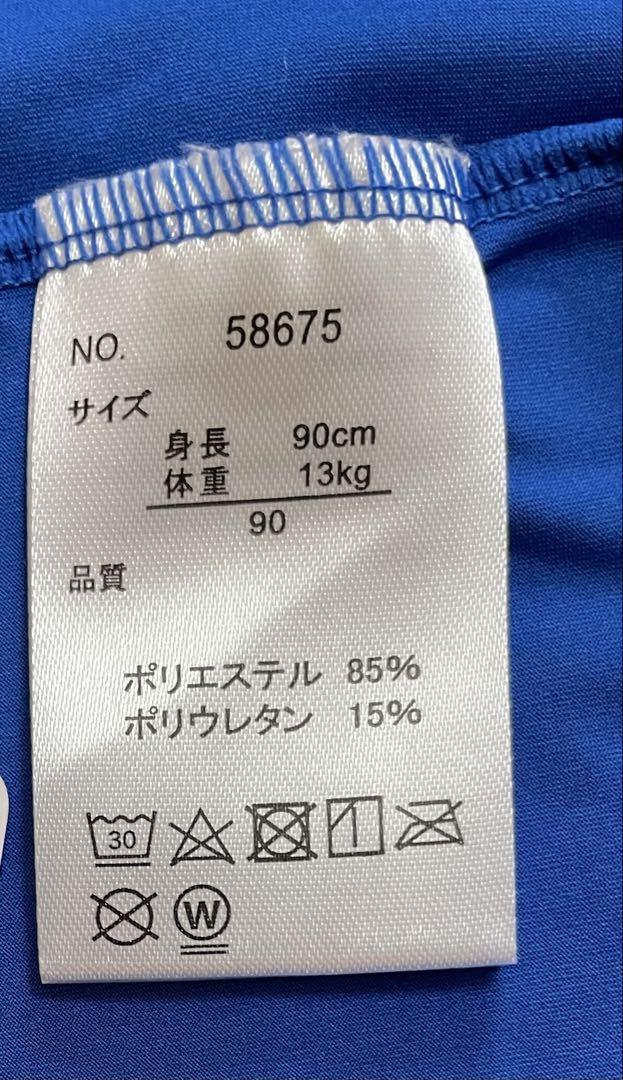 NO. 58675
サイズ
身長 90cm
体重 13kg
90
品質
ポリエステル 85%
ポリウレタン 15%
30
W